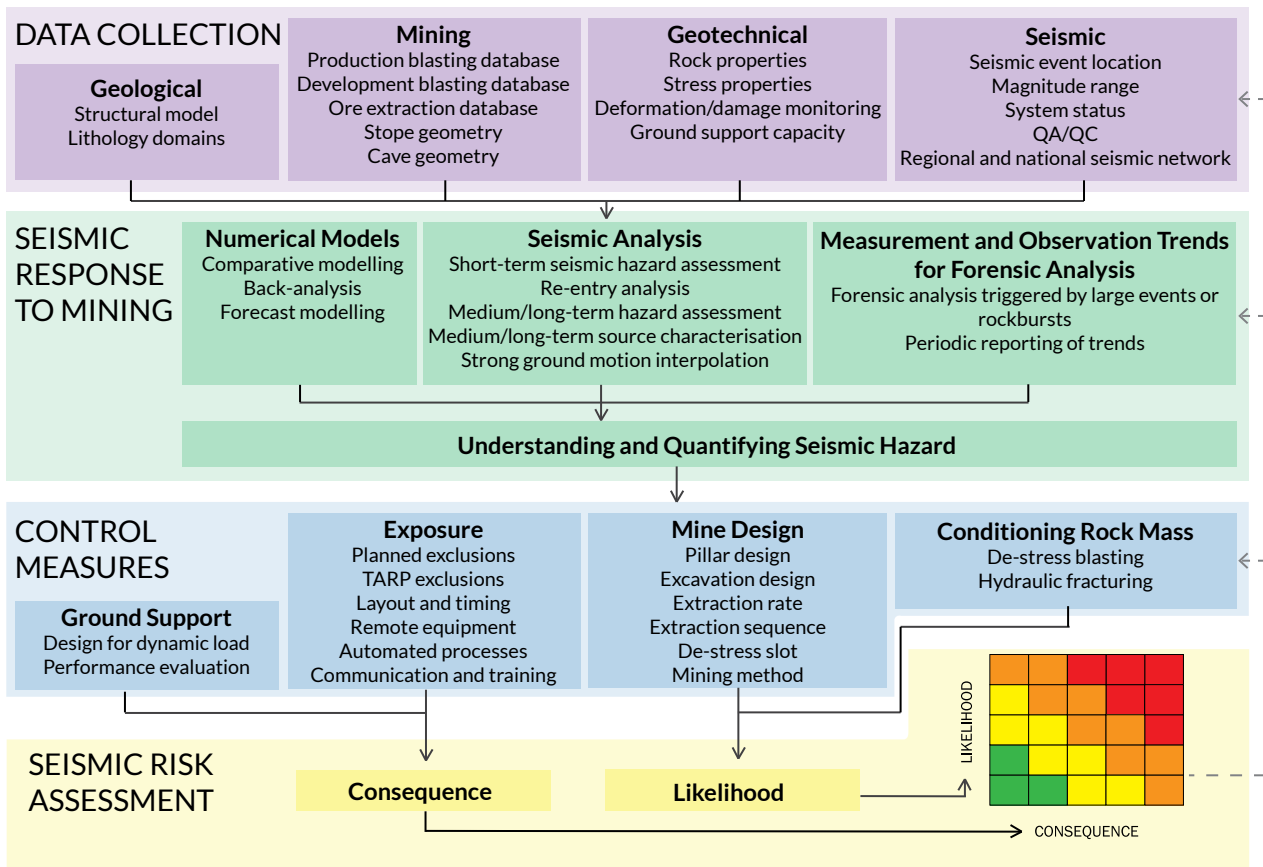 DATA COLLECTION
Geological
Structural model
Lithology domains
Mining
Production blasting database
Development blasting database
Ore extraction database
Stope geometry
Cave geometry
Geotechnical
Rock properties
Stress properties
Deformation/damage monitoring
Ground support capacity
Seismic
Seismic event location
Magnitude range
System status
QA/QC
Regional and national seismic network
SEISMIC
RESPONSE
TO MINING
Numerical Models
Comparative modelling
Back-analysis
Forecast modelling
Seismic Analysis
Short-term seismic hazard assessment
Re-entry analysis
Medium/long-term hazard assessment
Medium/long-term source characterisation
Strong ground motion interpolation
Measurement and Observation Trends
for Forensic Analysis
Forensic analysis triggered by large events or
rockbursts
Periodic reporting of trends
Understanding and Quantifying Seismic Hazard
CONTROL
MEASURES
Ground Support
Design for dynamic load
Performance evaluation
Exposure
Planned exclusions
TARP exclusions
Layout and timing
Remote equipment
Automated processes
Communication and training
Mine Design
Pillar design
Excavation design
Extraction rate
Extraction sequence
De-stress slot
Mining method
Conditioning Rock Mass
De-stress blasting
Hydraulic fracturing
SEISMIC RISK
ASSESSMENT
Consequence
Likelihood
LIKELIHOOD
CONSEQUENCE